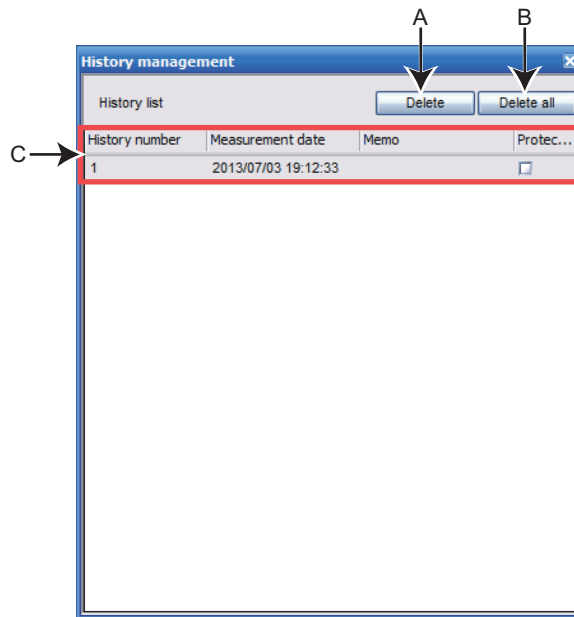 A B
History management
History list Delete Delete all
C
History number Measurement date Memo Protec...
1 2013/07/03 19:12:33